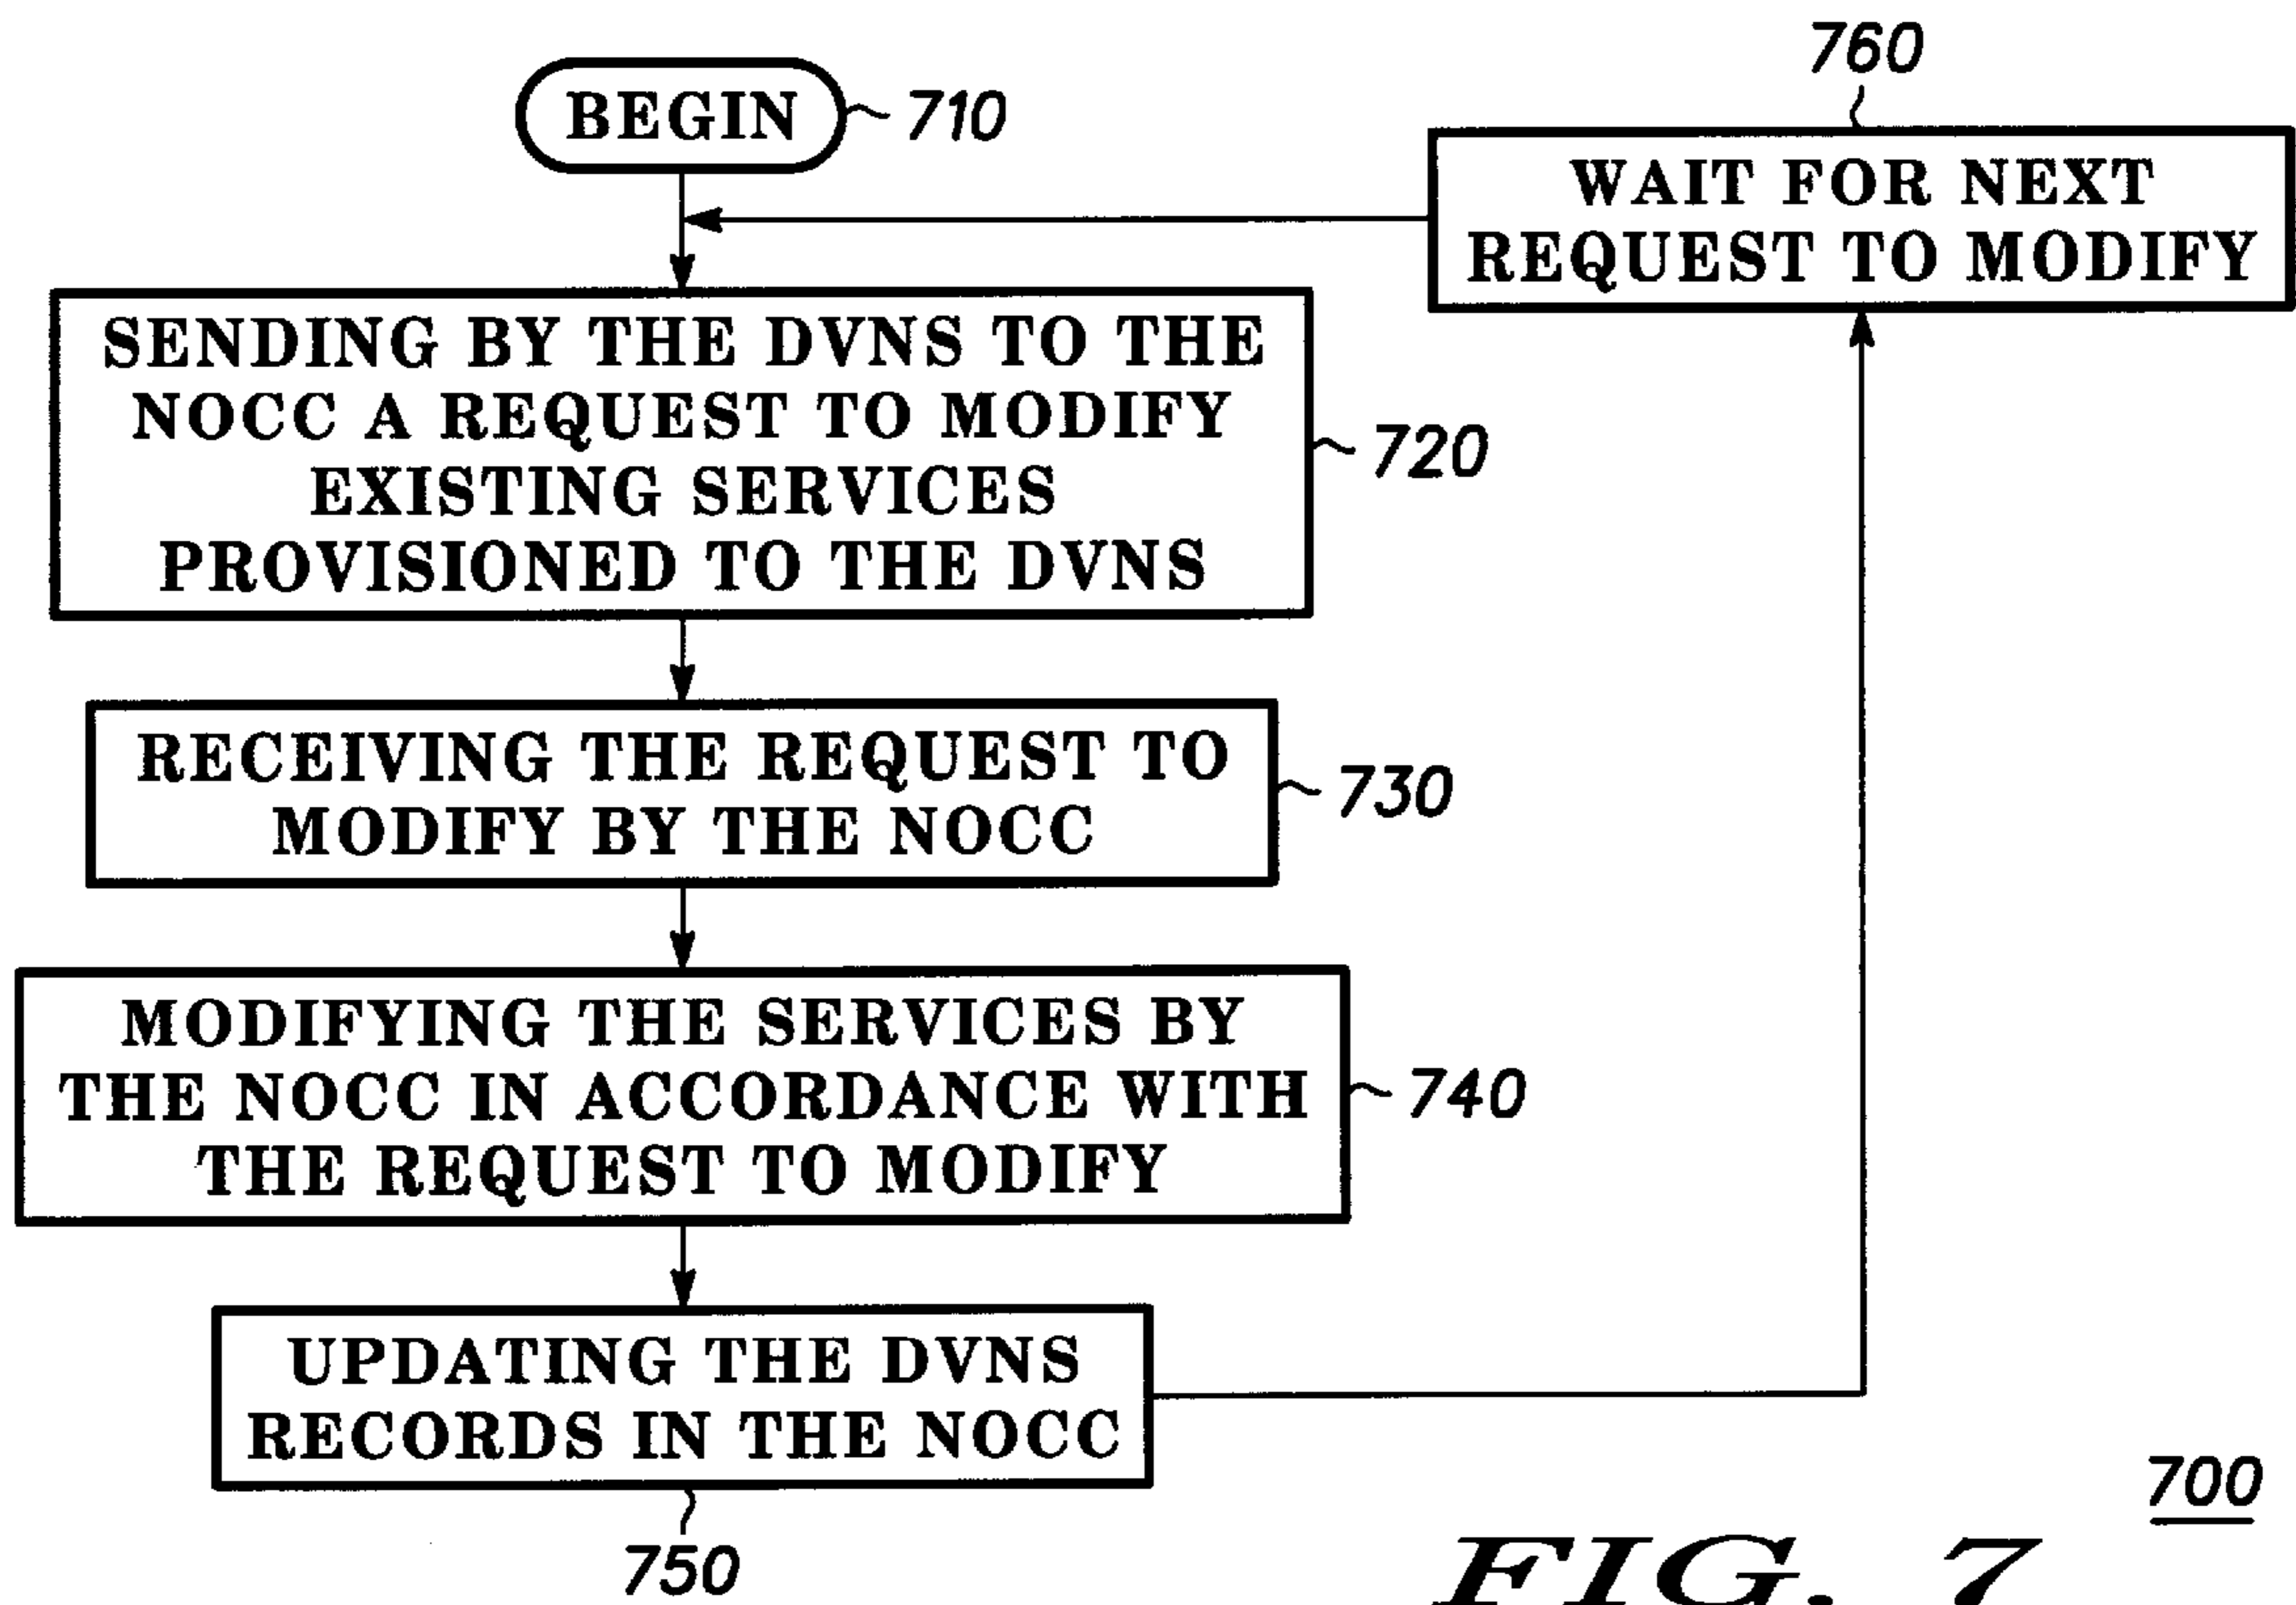 BEGIN
710
760
WAIT FOR NEXT
REQUEST TO MODIFY
SENDING BY THE DVNS TO THE
NOCC A REQUEST TO MODIFY
EXISTING SERVICES
PROVISIONED TO THE DVNS
720
RECEIVING THE REQUEST TO
MODIFY BY THE NOCC
730
MODIFYING THE SERVICES BY
THE NOCC IN ACCORDANCE WITH
THE REQUEST TO MODIFY
740
UPDATING THE DVNS
RECORDS IN THE NOCC
750
700
FIG. 7